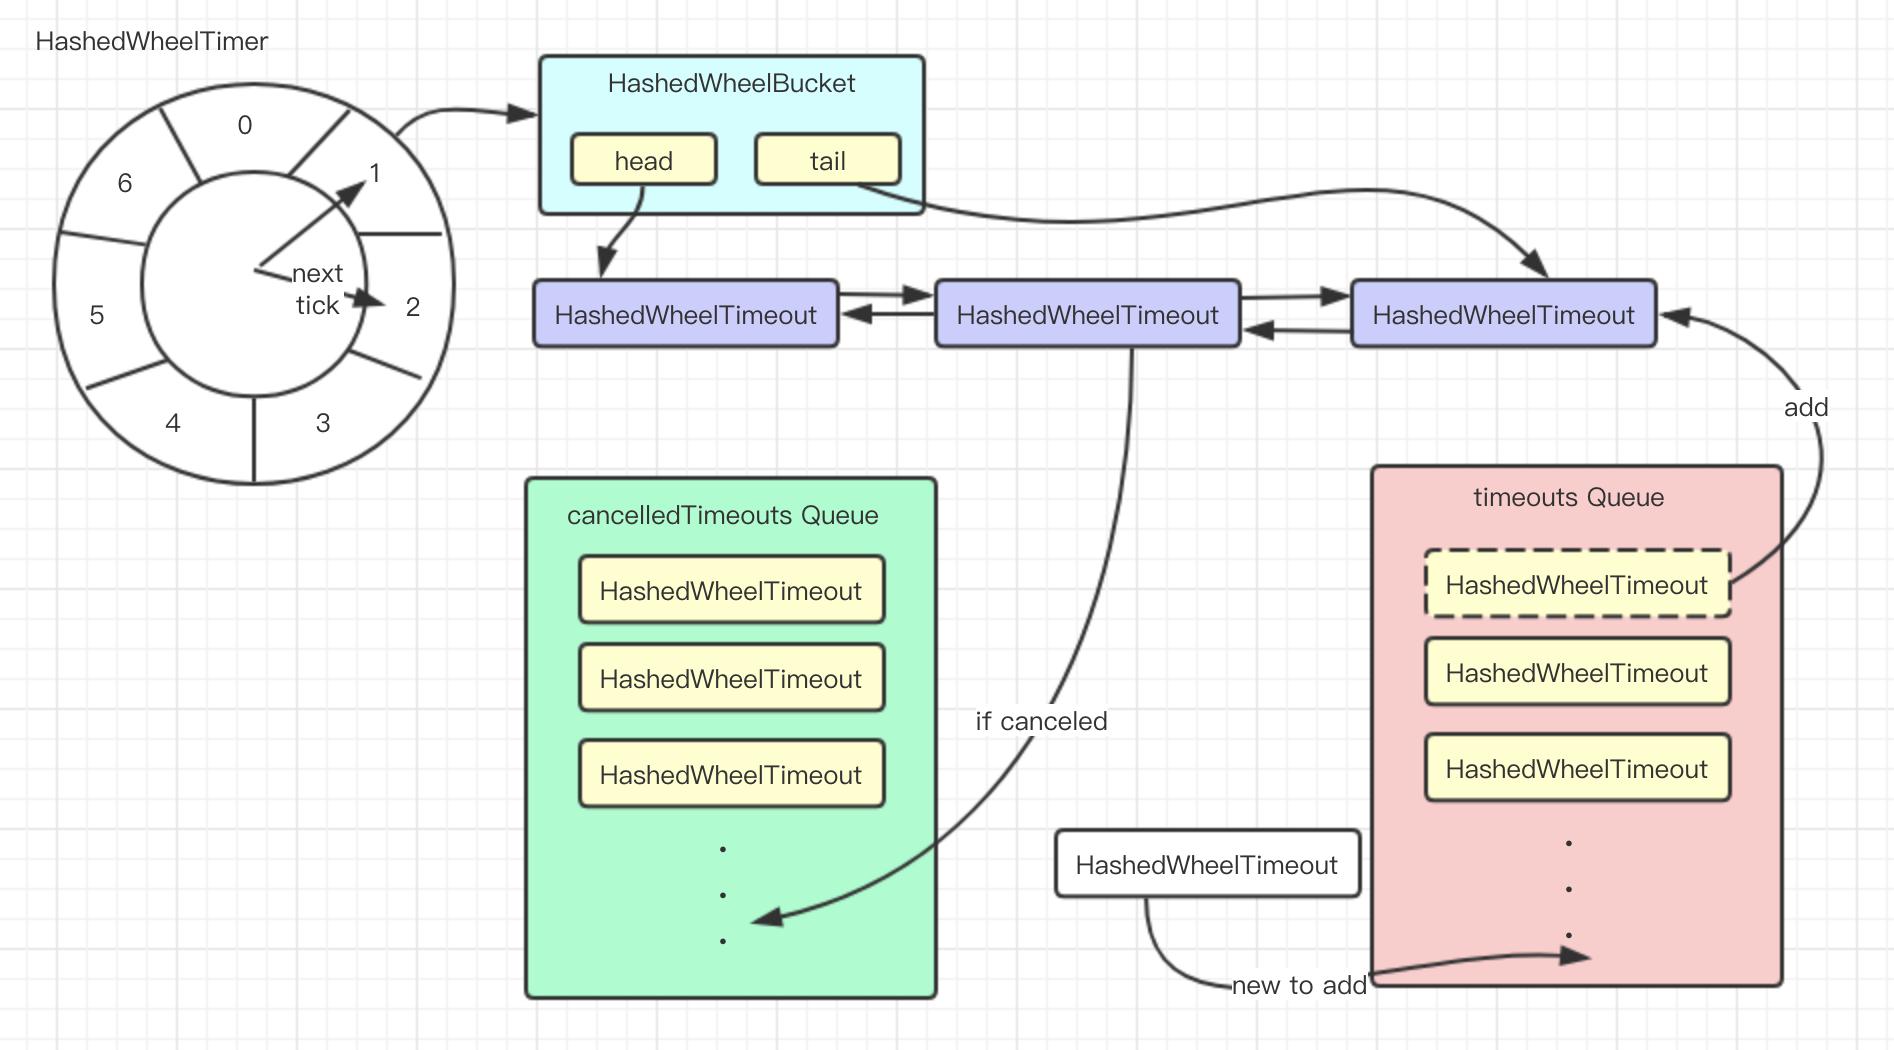 HashedWheelTimer
0
1
2
3
4
5
6
next
tick
HashedWheelBucket
head
tail
HashedWheelTimeout
HashedWheelTimeout
HashedWheelTimeout
add
cancelledTimeouts Queue
HashedWheelTimeout
HashedWheelTimeout
HashedWheelTimeout
.
.
.
if canceled
timeouts Queue
HashedWheelTimeout
HashedWheelTimeout
HashedWheelTimeout
.
.
.
HashedWheelTimeout
new to add